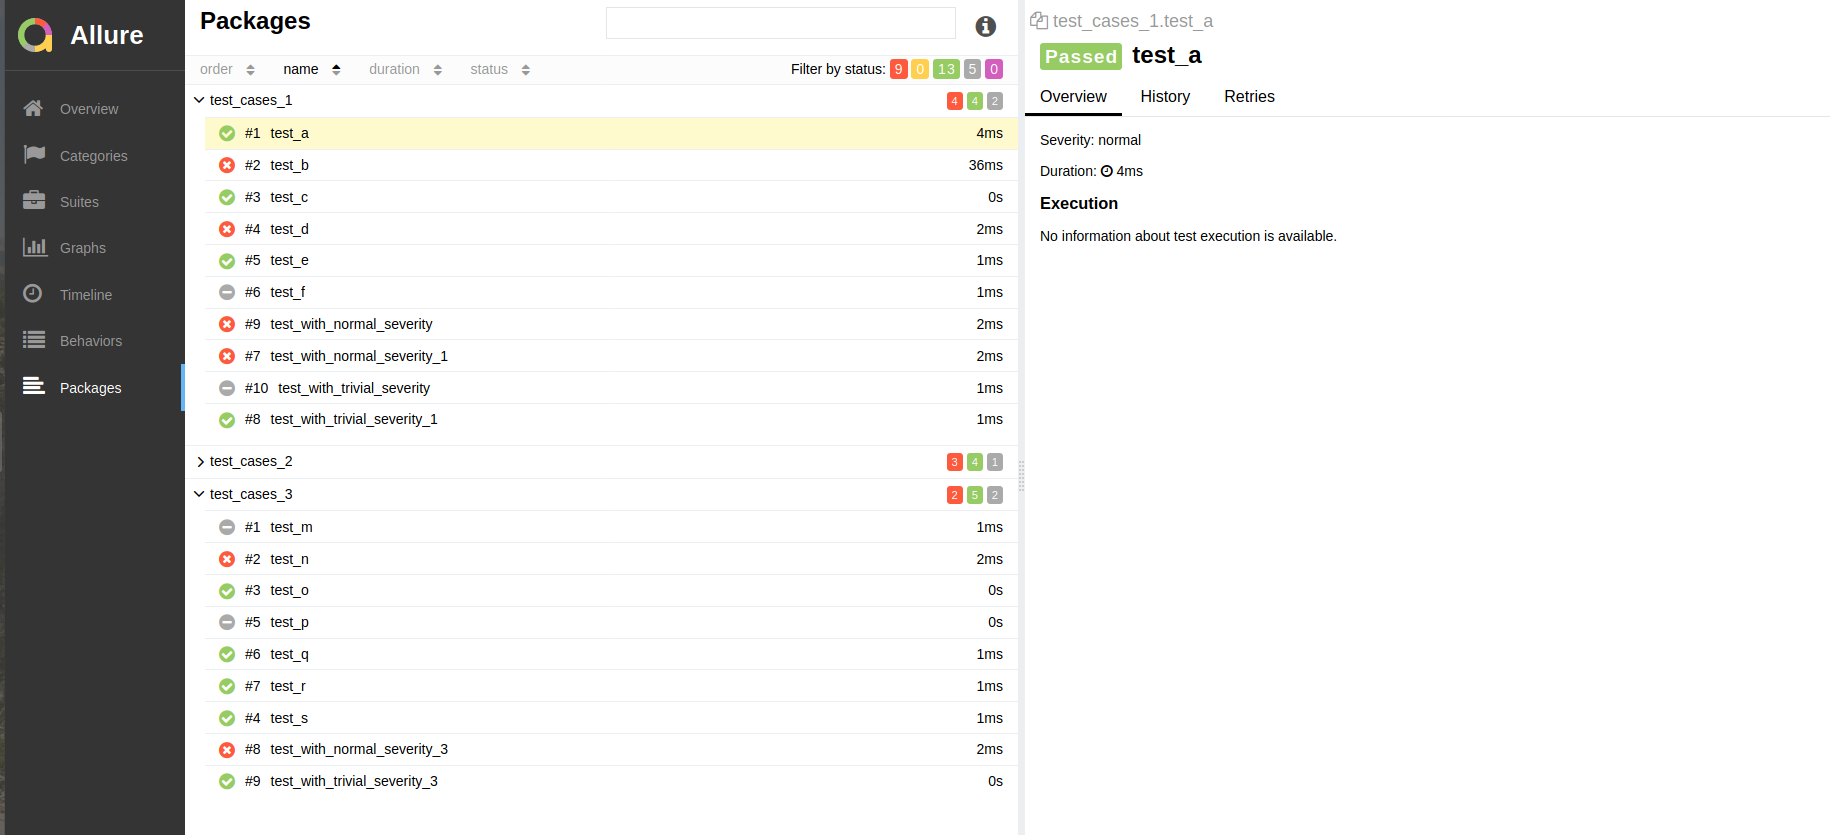 Allure
Overview
Categories
Suites
Graphs
Timeline
Behaviors
Packages
Packages
order name duration status Filter by status: 9 0 13 5 0
test_cases_1 4 4 2
#1 test_a 4ms
#2 test_b 36ms
#3 test_c 0s
#4 test_d 2ms
#5 test_e 1ms
#6 test_f 1ms
#9 test_with_normal_severity 2ms
#7 test_with_normal_severity_1 2ms
#10 test_with_trivial_severity 1ms
#8 test_with_trivial_severity_1 1ms
test_cases_2 3 4 1
test_cases_3 2 5 2
#1 test_m 1ms
#2 test_n 2ms
#3 test_o 0s
#5 test_p 0s
#6 test_q 1ms
#7 test_r 1ms
#4 test_s 1ms
#8 test_with_normal_severity_3 2ms
#9 test_with_trivial_severity_3 0s
test_cases_1.test_a
Passed test_a
Overview History Retries
Severity: normal
Duration: 4ms
Execution
No information about test execution is available.